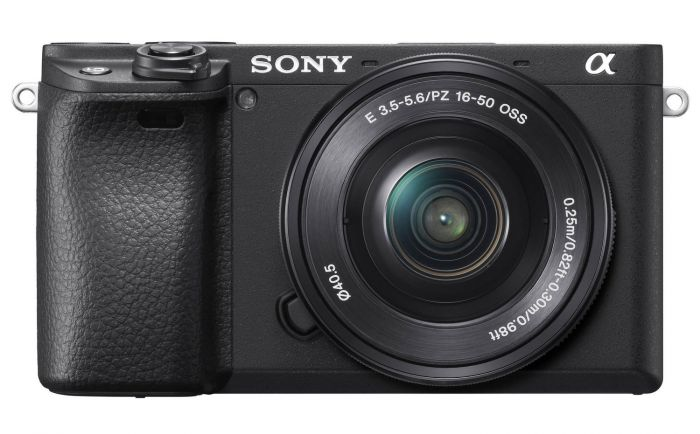 SONY
α
E 3.5-5.6/PZ 16-50 OSS
0.25m/0.82ft-0.30m/0.98ft
Ø40.5